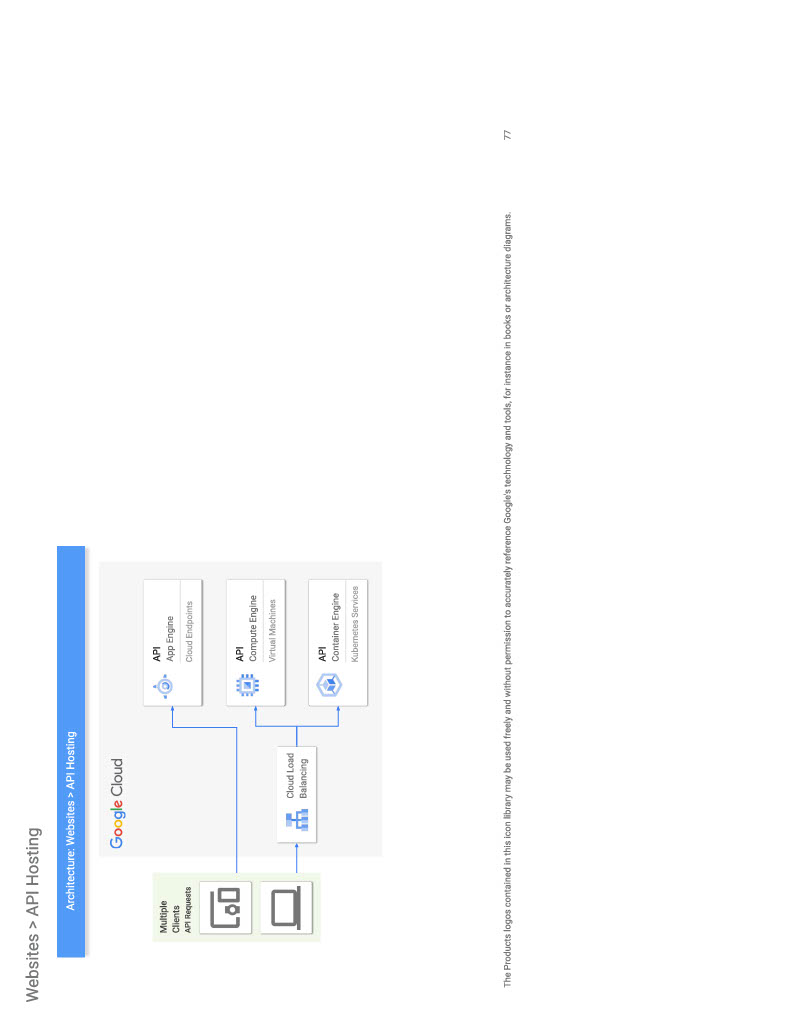 Websites > API Hosting
Architecture: Websites > API Hosting
Google Cloud
Multiple
Clients
API Requests
API
App Engine
Cloud Endpoints
API
Compute Engine
Virtual Machines
Cloud Load
Balancing
API
Container Engine
Kubernetes Services
The Products logos contained in this icon library may be used freely and without permission to accurately reference Google's technology and tools, for instance in books or architecture diagrams.
77